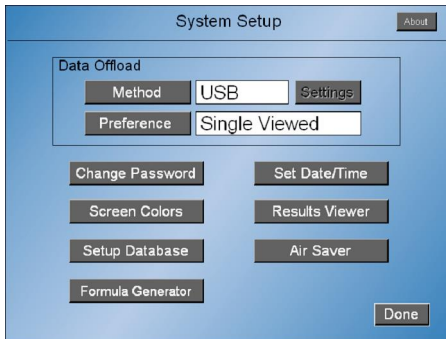 System Setup
About
Data Offload
Method
USB
Settings
Preference
Single Viewed
Change Password
Set Date/Time
Screen Colors
Results Viewer
Setup Database
Air Saver
Formula Generator
Done